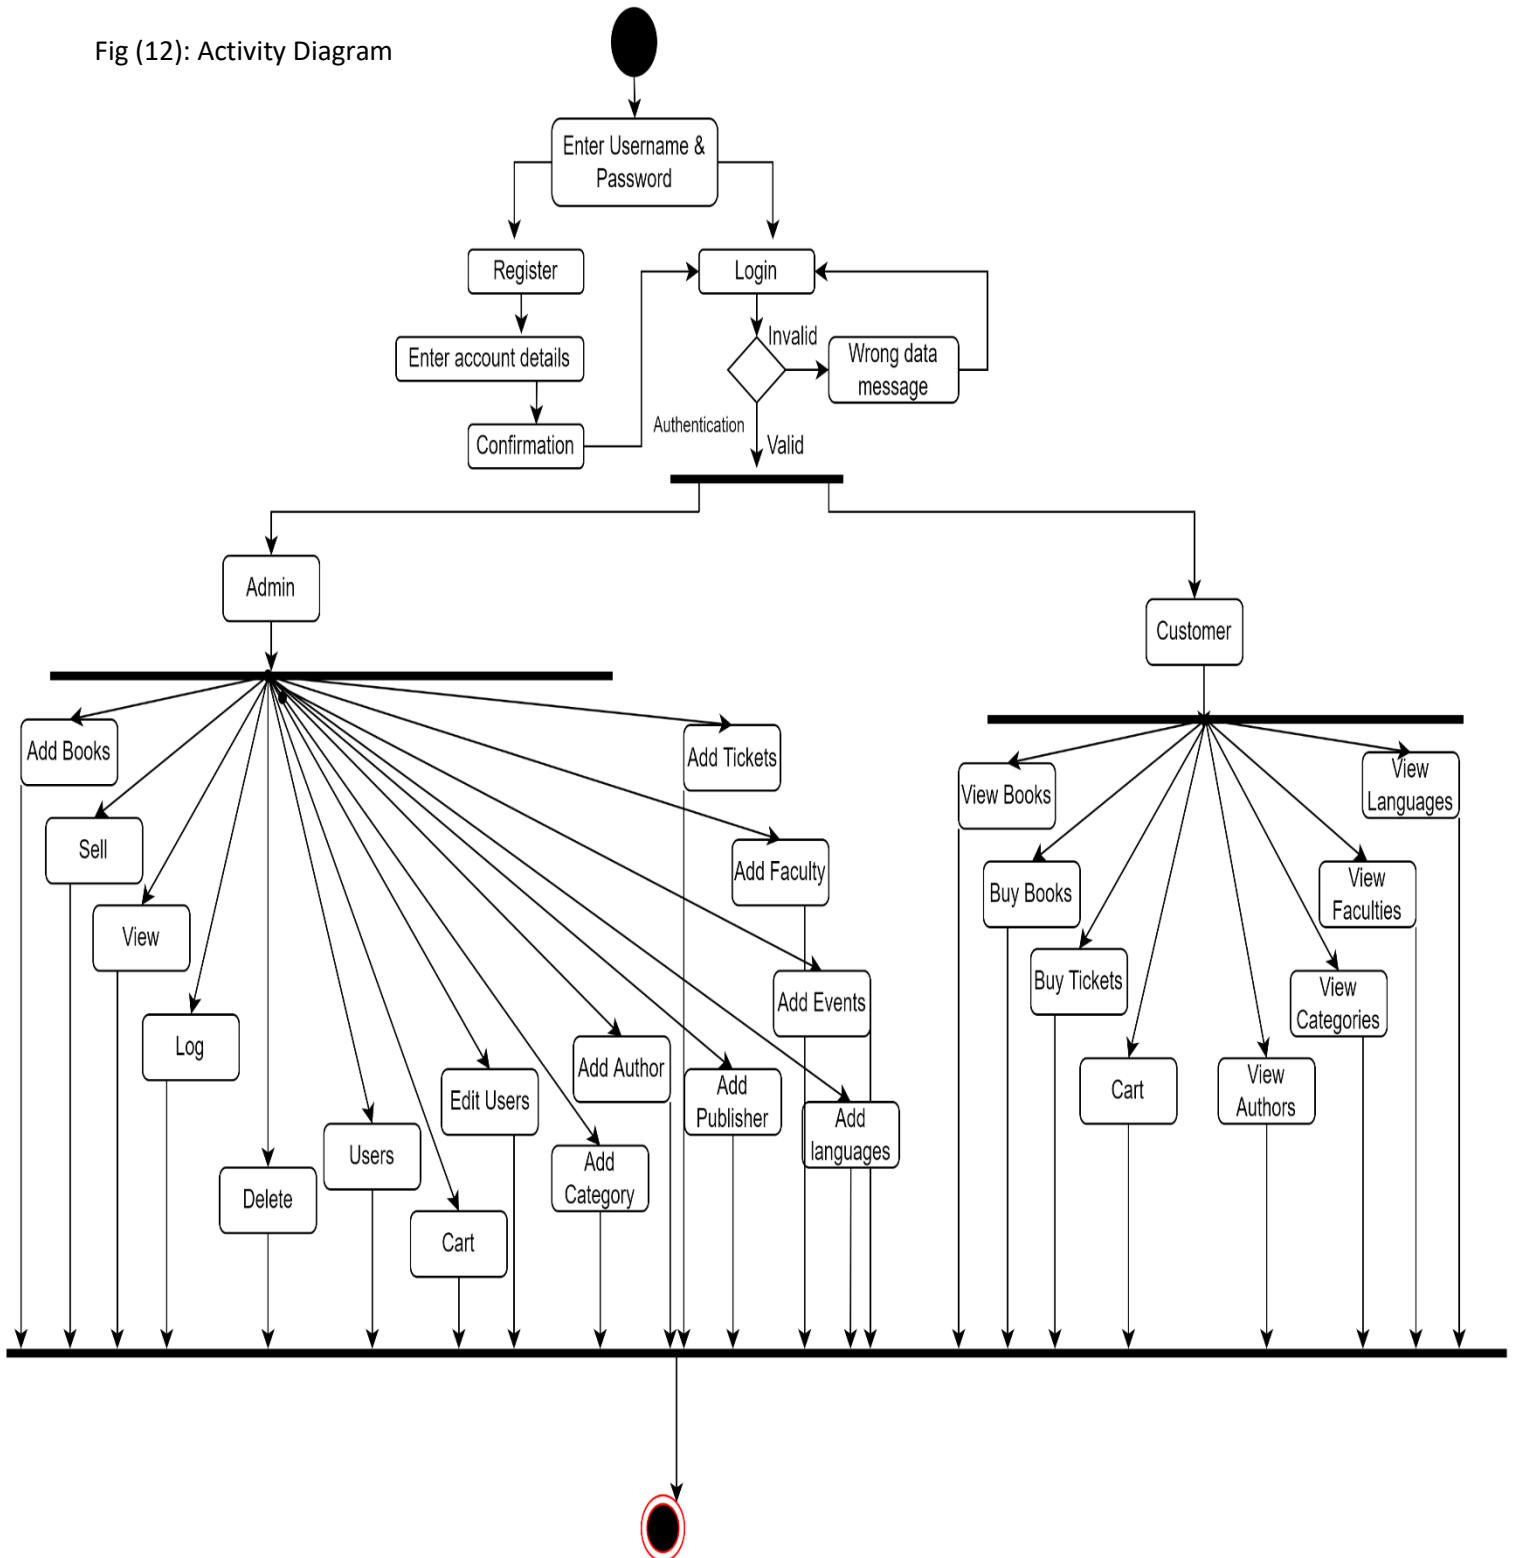 Fig (12): Activity Diagram
Enter Username &
Password
Register
Login
Enter account details
Invalid
Wrong data
message
Confirmation
Authentication
Valid
Admin
Customer
Add Books
Add Tickets
View Books
View
Languages
Sell
Add Faculty
Buy Books
View
Faculties
View
Add Events
Buy Tickets
View
Categories
Log
Add Author
Edit Users
Add
Publisher
Add
languages
Cart
View
Authors
Users
Add
Category
Delete
Cart